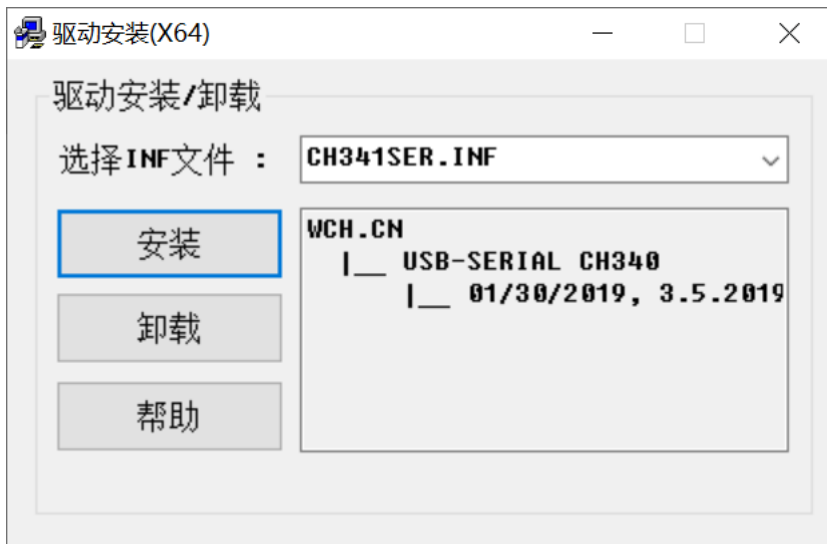 驱动安装(X64)
驱动安装/卸载
选择INF文件 :
CH341SER.INF
安装
卸载
帮助
WCH.CN
|__ USB-SERIAL CH340
|__ 01/30/2019, 3.5.2019